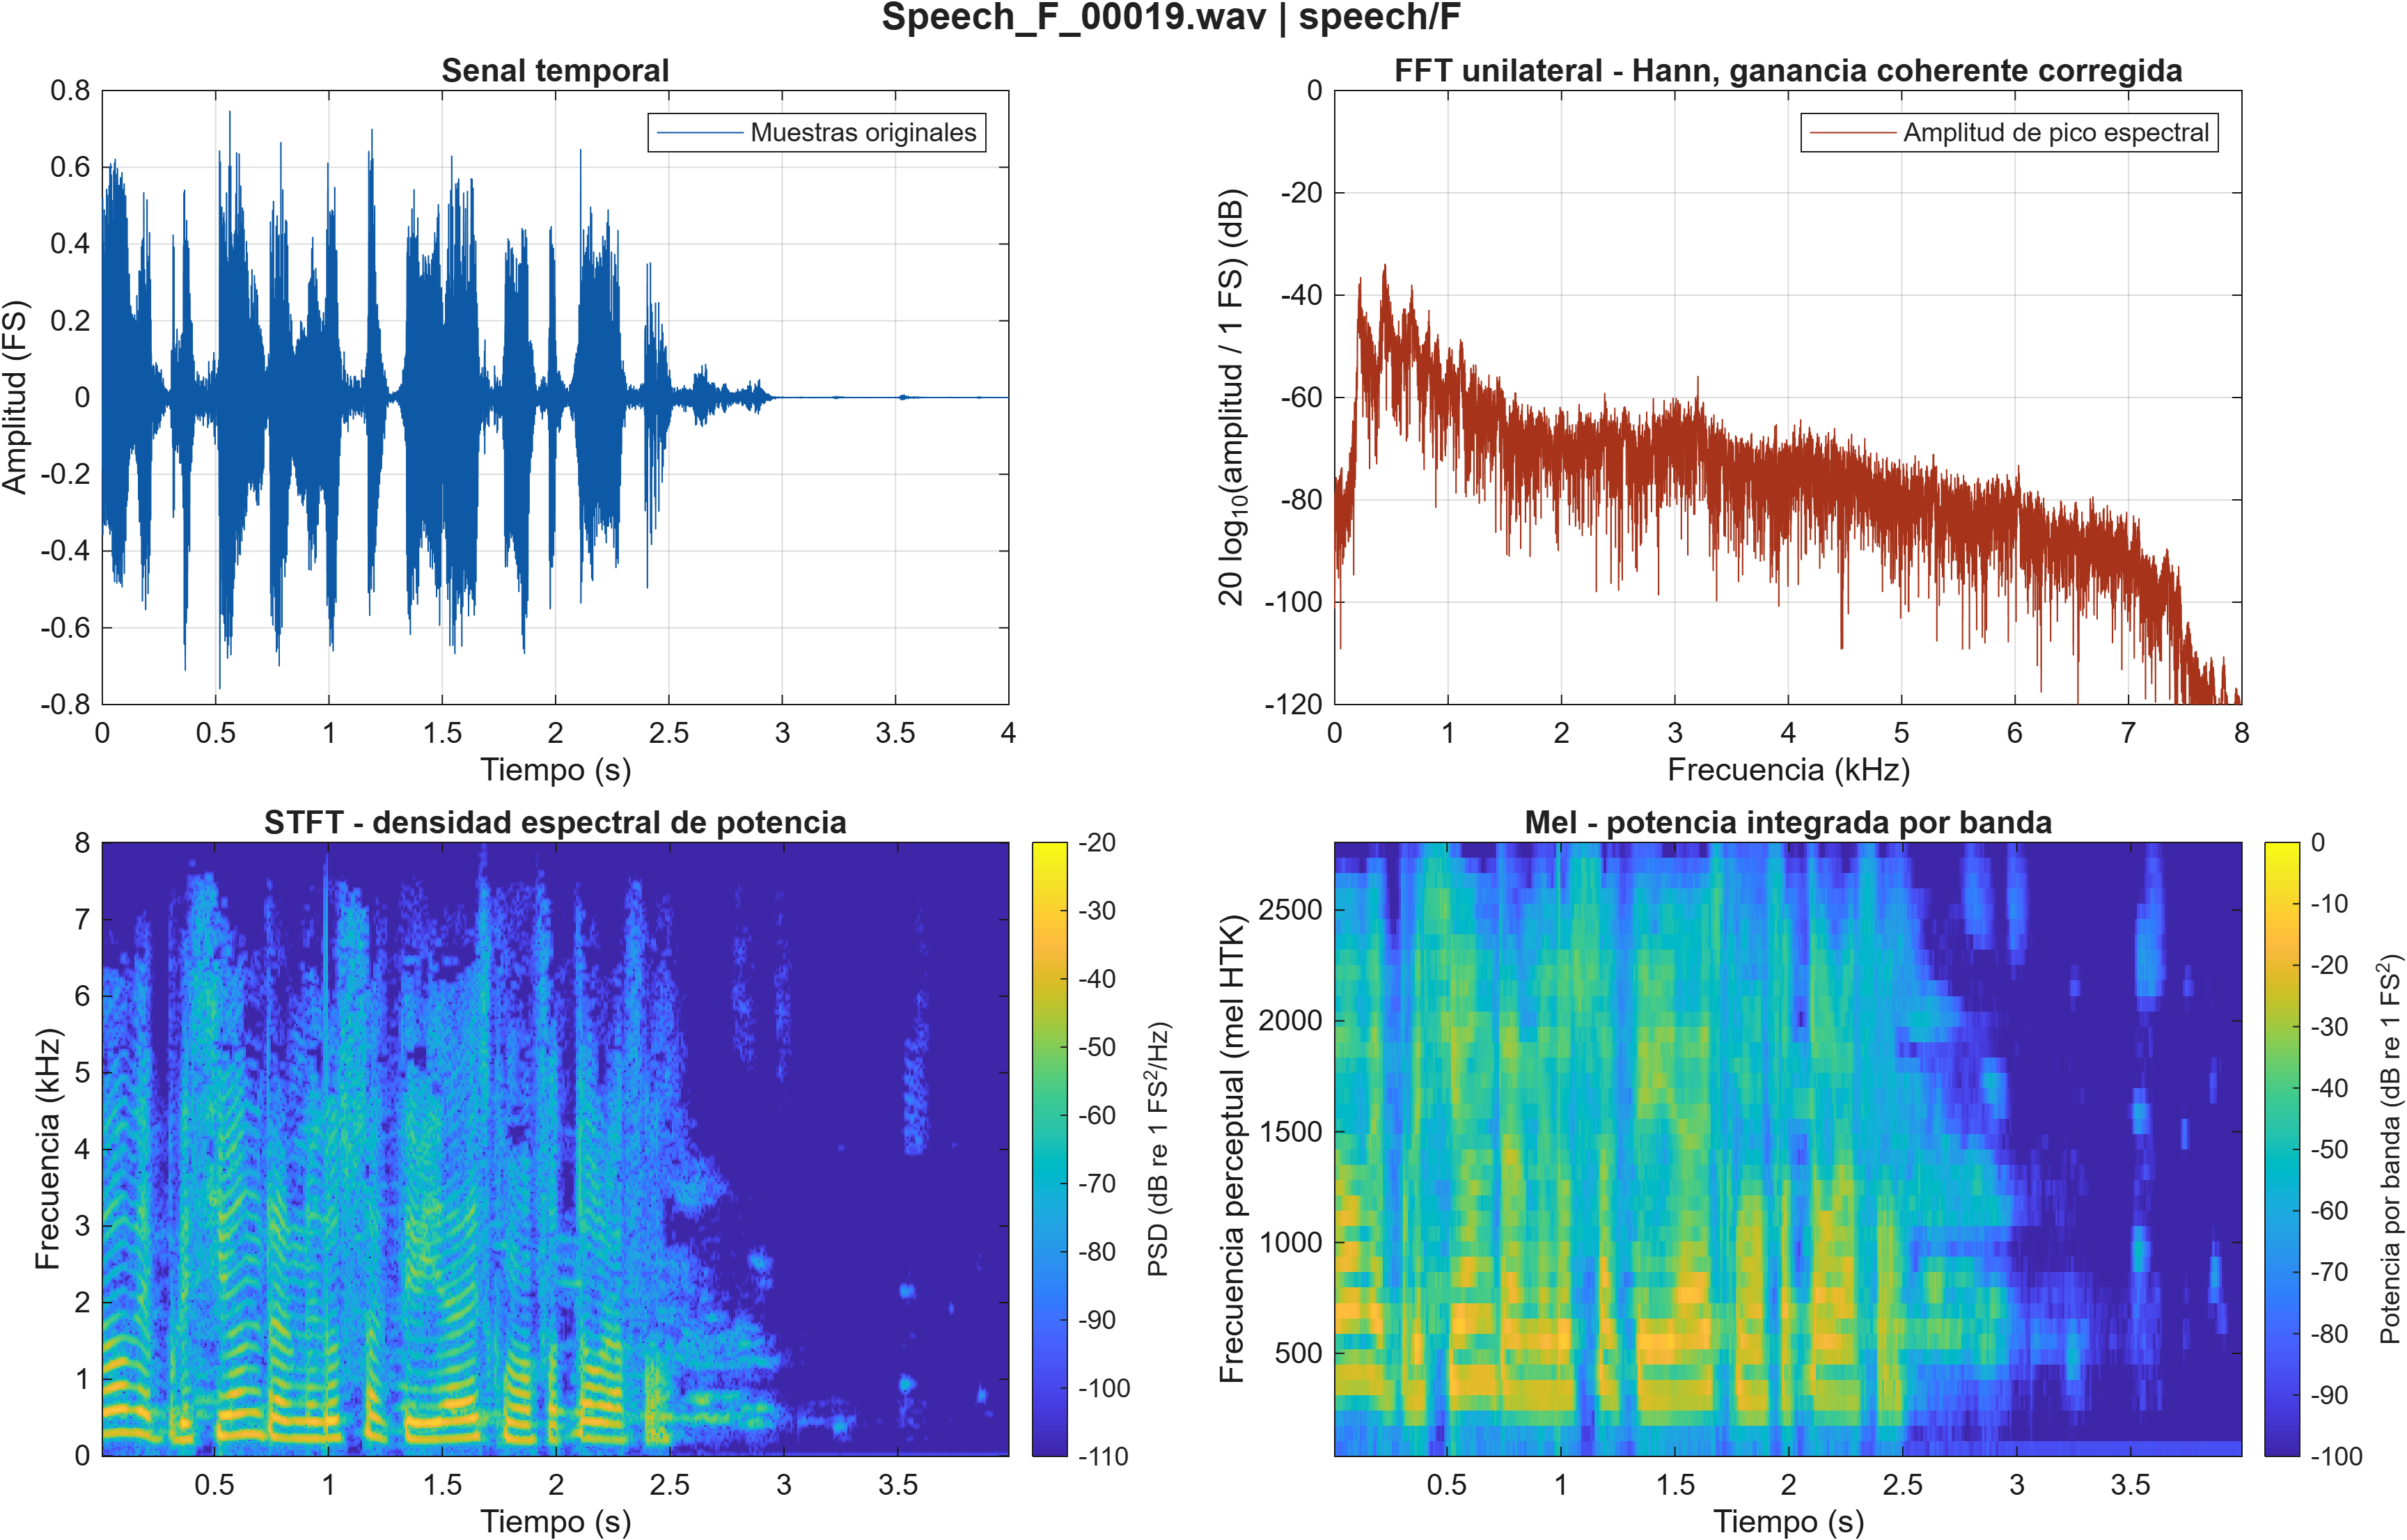 Speech_F_00019.wav | speech/F
Senal temporal
0.8
0.6
0.4
0.2
0
-0.2
-0.4
-0.6
-0.8
Amplitud (FS)
Muestras originales
0 0.5 1 1.5 2 2.5 3 3.5 4
Tiempo (s)
FFT unilateral - Hann, ganancia coherente corregida
0
-20
-40
-60
-80
-100
-120
20 log10(amplitud / 1 FS) (dB)
Amplitud de pico espectral
0 1 2 3 4 5 6 7 8
Frecuencia (kHz)
STFT - densidad espectral de potencia
8
7
6
5
4
3
2
1
0
Frecuencia (kHz)
0.5 1 1.5 2 2.5 3 3.5
Tiempo (s)
-20
-30
-40
-50
-60
-70
-80
-90
-100
-110
PSD (dB re 1 FS²/Hz)
Mel - potencia integrada por banda
2500
2000
1500
1000
500
Frecuencia perceptual (mel HTK)
0.5 1 1.5 2 2.5 3 3.5
Tiempo (s)
0
-10
-20
-30
-40
-50
-60
-70
-80
-90
-100
Potencia por banda (dB re 1 FS²)